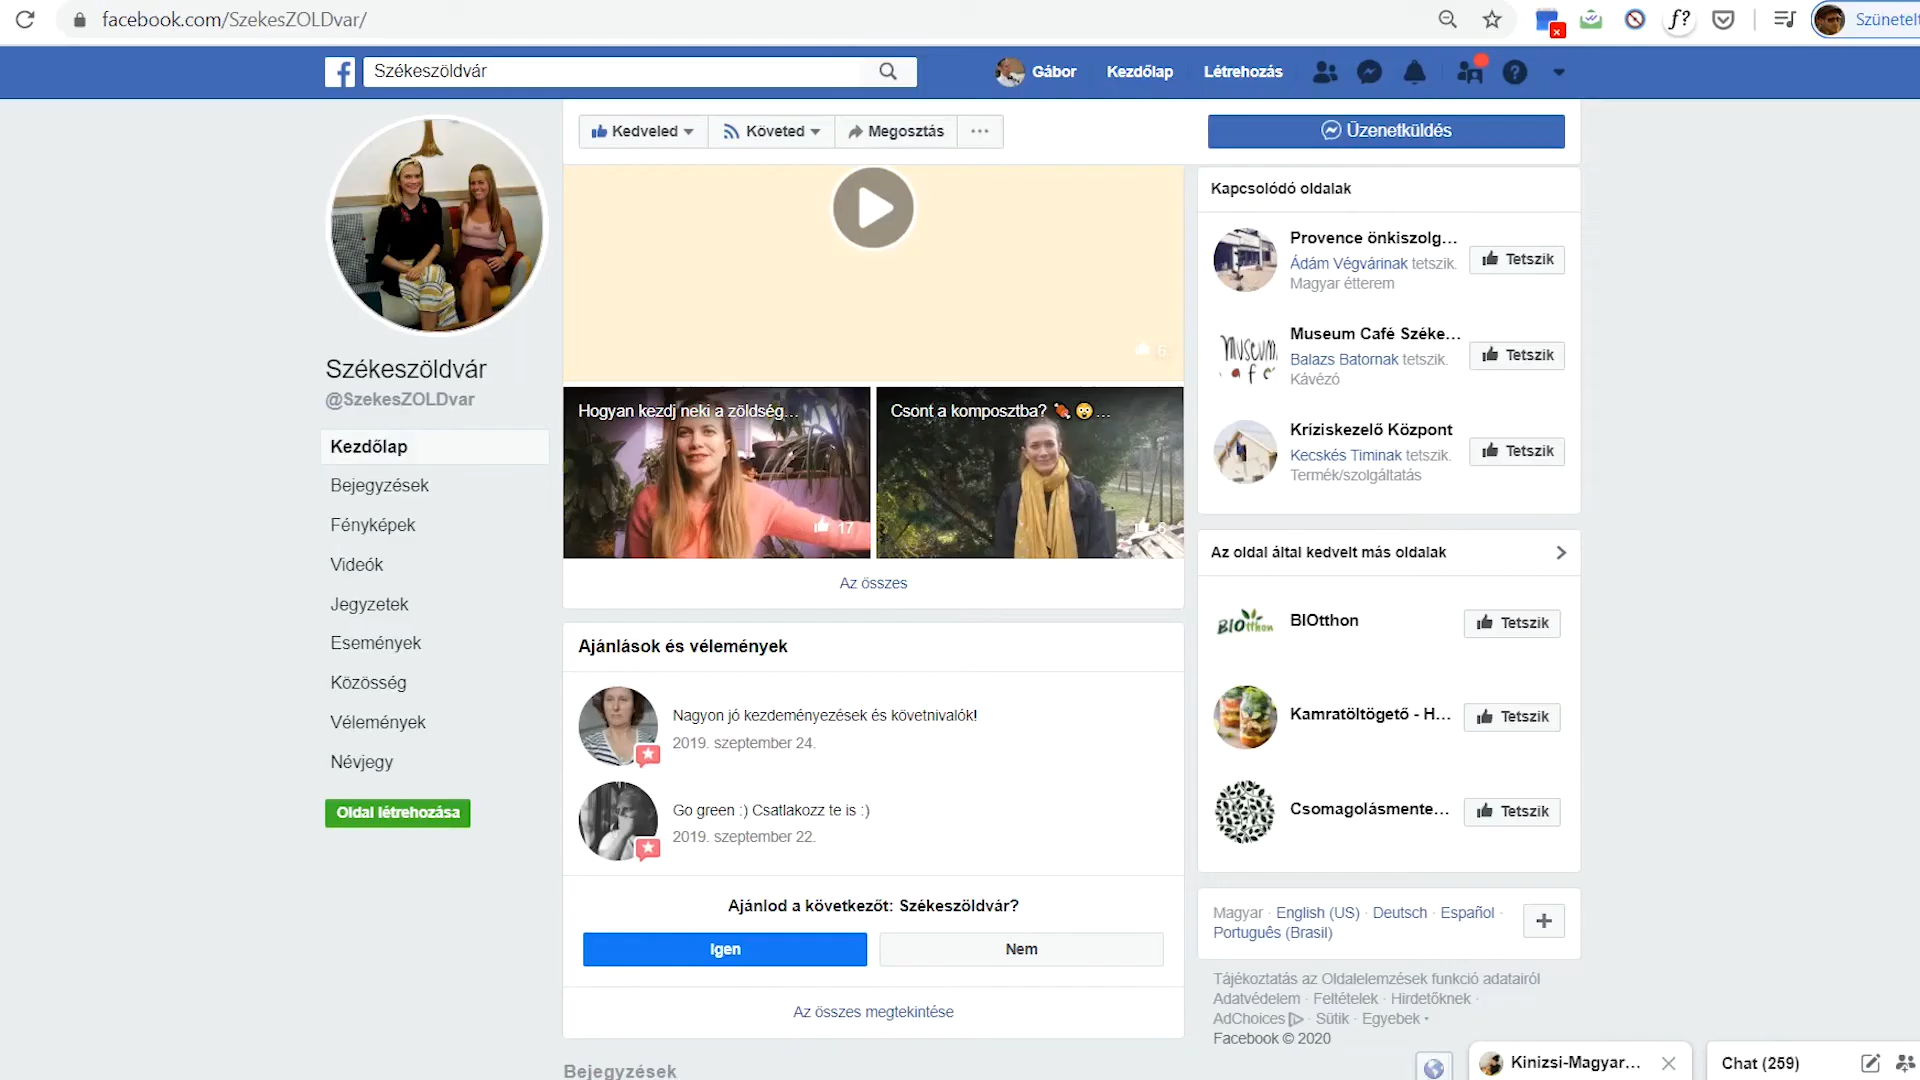 facebook.com/SzekesZOLDvar/
f?
Szünetelt
Székeszöldvár
Gábor
Kezdőlap
Létrehozás
Kedveled
Követed
Megosztás
Üzenetküldés
Székeszöldvár
@SzekesZOLDvar
Kezdőlap
Bejegyzések
Fényképek
Videók
Jegyzetek
Események
Közösség
Vélemények
Névjegy
Oldal létrehozása
6
Hogyan kezdj neki a zöldség...
17
Csont a komposztba? 🍖 😳 ...
6
Az összes
Ajánlások és vélemények
Nagyon jó kezdeményezések és követnivalók!
2019. szeptember 24.
Go green :) Csatlakozz te is :)
2019. szeptember 22.
Ajánlod a következőt: Székeszöldvár?
Igen
Nem
Az összes megtekintése
Bejegyzések
Kapcsolódó oldalak
Provence önkiszolg...
Ádám Végvárinak tetszik.
Magyar étterem
Tetszik
Museum Café Széke...
Balazs Batornak tetszik.
Kávézó
Tetszik
Kríziskezelő Központ
Kecskés Timinak tetszik.
Termék/szolgáltatás
Tetszik
Az oldal által kedvelt más oldalak
BIOtthon
BIOtthon
Tetszik
Kamratöltögető - H...
Tetszik
Csomagolásmente...
Tetszik
Magyar · English (US) · Deutsch · Español ·
Português (Brasil)
Tájékoztatás az Oldalelemzések funkció adatairól
Adatvédelem · Feltételek · Hirdetőknek ·
AdChoices · Sütik · Egyebek
Facebook © 2020
Kinizsi-Magyar...
Chat (259)